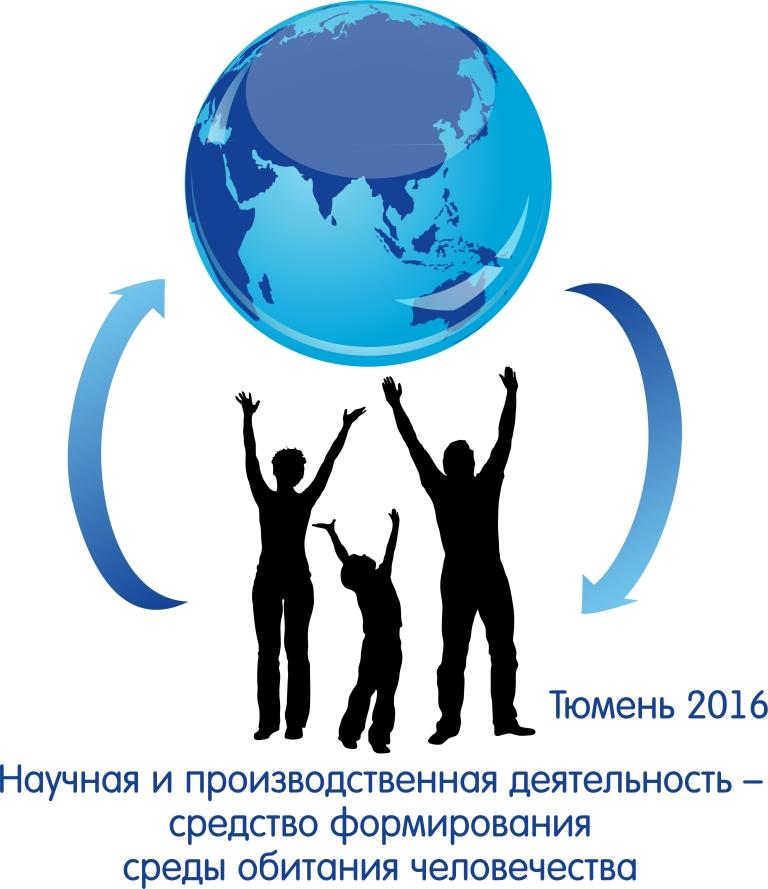 Тюмень 2016
Научная и производственная деятельность –
средство формирования
среды обитания человечества